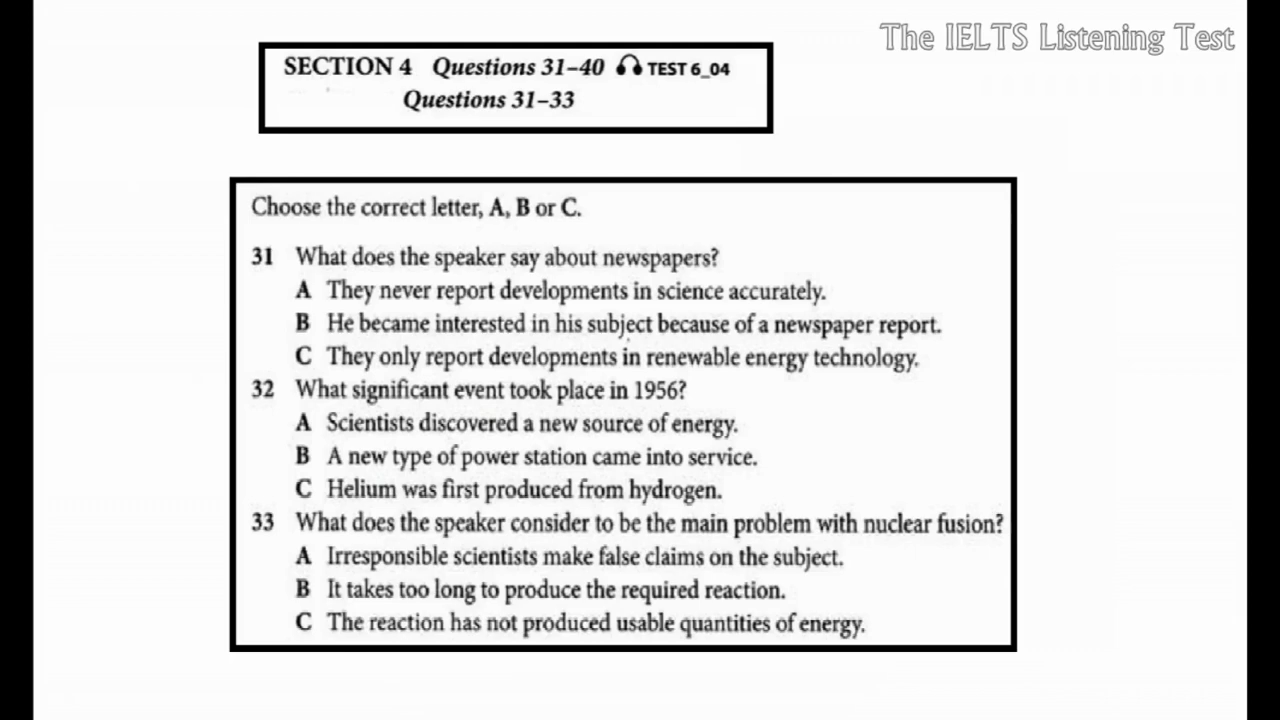 The IELTS Listening Test
SECTION 4 Questions 31–40 TEST 6_04
Questions 31–33
Choose the correct letter, A, B or C.
31 What does the speaker say about newspapers?
A They never report developments in science accurately.
B He became interested in his subject because of a newspaper report.
C They only report developments in renewable energy technology.
32 What significant event took place in 1956?
A Scientists discovered a new source of energy.
B A new type of power station came into service.
C Helium was first produced from hydrogen.
33 What does the speaker consider to be the main problem with nuclear fusion?
A Irresponsible scientists make false claims on the subject.
B It takes too long to produce the required reaction.
C The reaction has not produced usable quantities of energy.